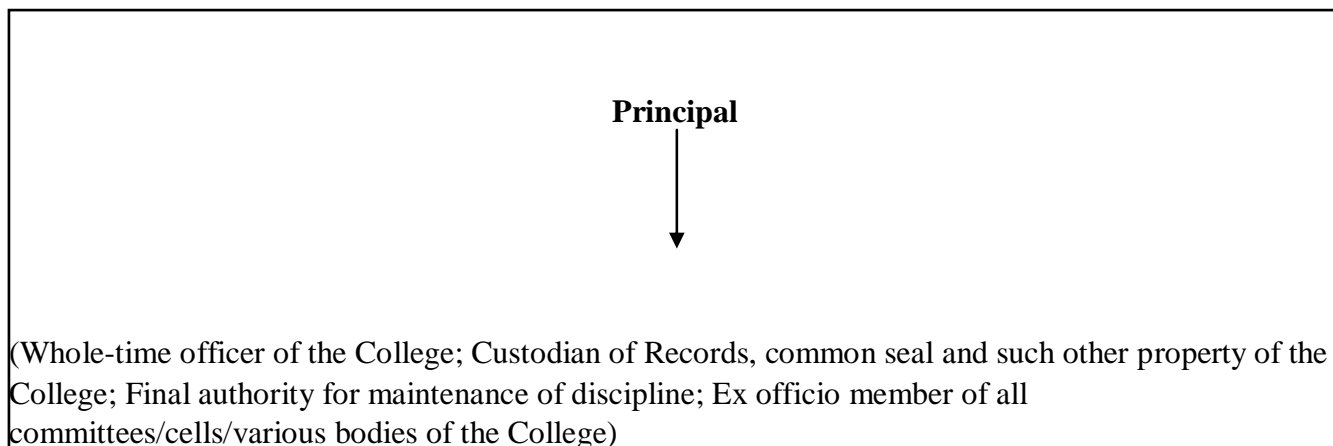 Principal
(Whole-time officer of the College; Custodian of Records, common seal and such other property of the
College; Final authority for maintenance of discipline; Ex officio member of all
committees/cells/various bodies of the College)